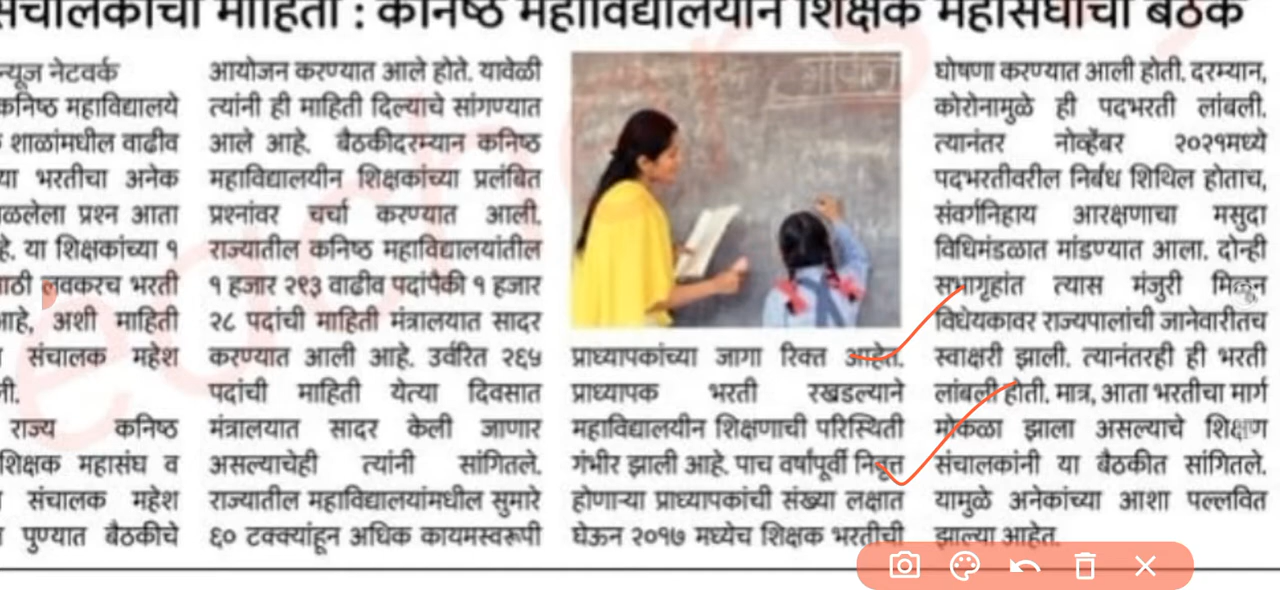 संचालकांची माहिती : कनिष्ठ महाविद्यालयीन शिक्षक महासंघाची बैठक
न्यूज नेटवर्क
कनिष्ठ महाविद्यालये
शाळांमधील वाढीव
या भरतीचा अनेक
ळलेला प्रश्न आता
हे. या शिक्षकांच्या १
ाठी लवकरच भरती
आहे, अशी माहिती
संचालक महेश
ली.
राज्य कनिष्ठ
शिक्षक महासंघ व
संचालक महेश
पुण्यात बैठकीचे
आयोजन करण्यात आले होते. यावेळी
त्यांनी ही माहिती दिल्याचे सांगण्यात
आले आहे. बैठकीदरम्यान कनिष्ठ
महाविद्यालयीन शिक्षकांच्या प्रलंबित
प्रश्नांवर चर्चा करण्यात आली.
राज्यातील कनिष्ठ महाविद्यालयांतील
१ हजार २९३ वाढीव पदांपैकी १ हजार
२८ पदांची माहिती मंत्रालयात सादर
करण्यात आली आहे. उर्वरित २६५
पदांची माहिती येत्या दिवसात
मंत्रालयात सादर केली जाणार
असल्याचेही त्यांनी सांगितले.
राज्यातील महाविद्यालयांमधील सुमारे
६० टक्क्यांहून अधिक कायमस्वरूपी
प्राध्यापकांच्या जागा रिक्त आहेत.
प्राध्यापक भरती रखडल्याने
महाविद्यालयीन शिक्षणाची परिस्थिती
गंभीर झाली आहे. पाच वर्षांपूर्वी निवृत्त
होणाऱ्या प्राध्यापकांची संख्या लक्षात
घेऊन २०१७ मध्येच शिक्षक भरतीची
घोषणा करण्यात आली होती. दरम्यान,
कोरोनामुळे ही पदभरती लांबली.
त्यानंतर नोव्हेंबर २०२१मध्ये
पदभरतीवरील निर्बंध शिथिल होताच,
संवर्गनिहाय आरक्षणाचा मसुदा
विधिमंडळात मांडण्यात आला. दोन्ही
सभागृहांत त्यास मंजुरी मिळून
विधेयकावर राज्यपालांची जानेवारीतच
स्वाक्षरी झाली. त्यानंतरही ही भरती
लांबली होती. मात्र, आता भरतीचा मार्ग
मोकळा झाला असल्याचे शिक्षण
संचालकांनी या बैठकीत सांगितले.
यामुळे अनेकांच्या आशा पल्लवित
झाल्या आहेत.